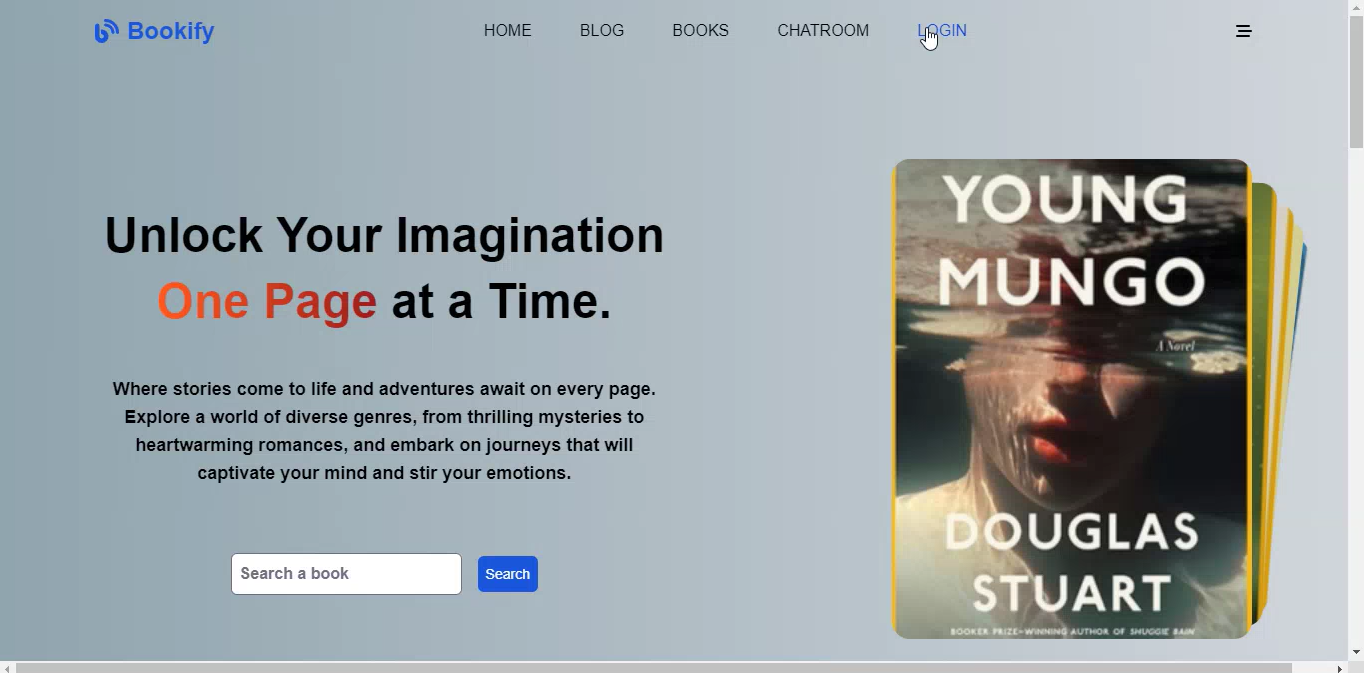 Bookify
HOME
BLOG
BOOKS
CHATROOM
LOGIN
Unlock Your Imagination
One Page at a Time.
Where stories come to life and adventures await on every page.
Explore a world of diverse genres, from thrilling mysteries to
heartwarming romances, and embark on journeys that will
captivate your mind and stir your emotions.
Search a book
Search
YOUNG
MUNGO
A Novel
DOUGLAS
STUART
BOOKER PRIZE–WINNING AUTHOR OF SHUGGIE BAIN